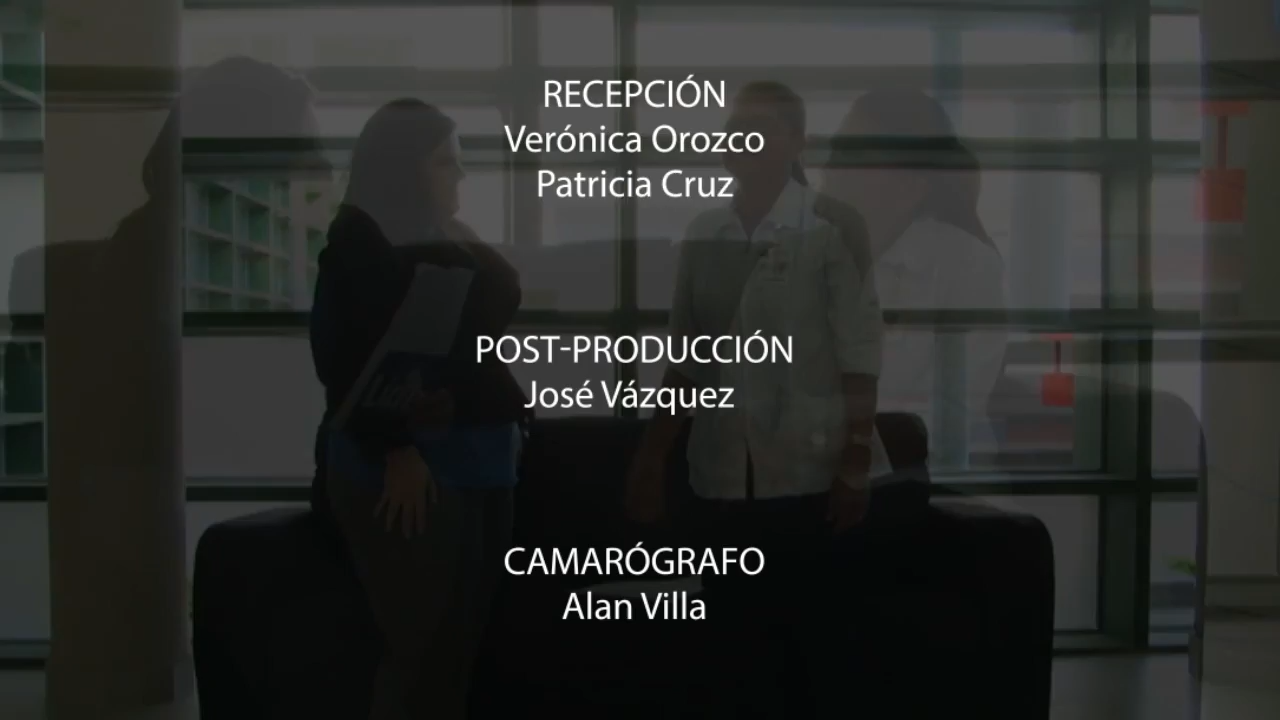 RECEPCIÓN
Verónica Orozco
Patricia Cruz
POST-PRODUCCIÓN
José Vázquez
CAMARÓGRAFO
Alan Villa